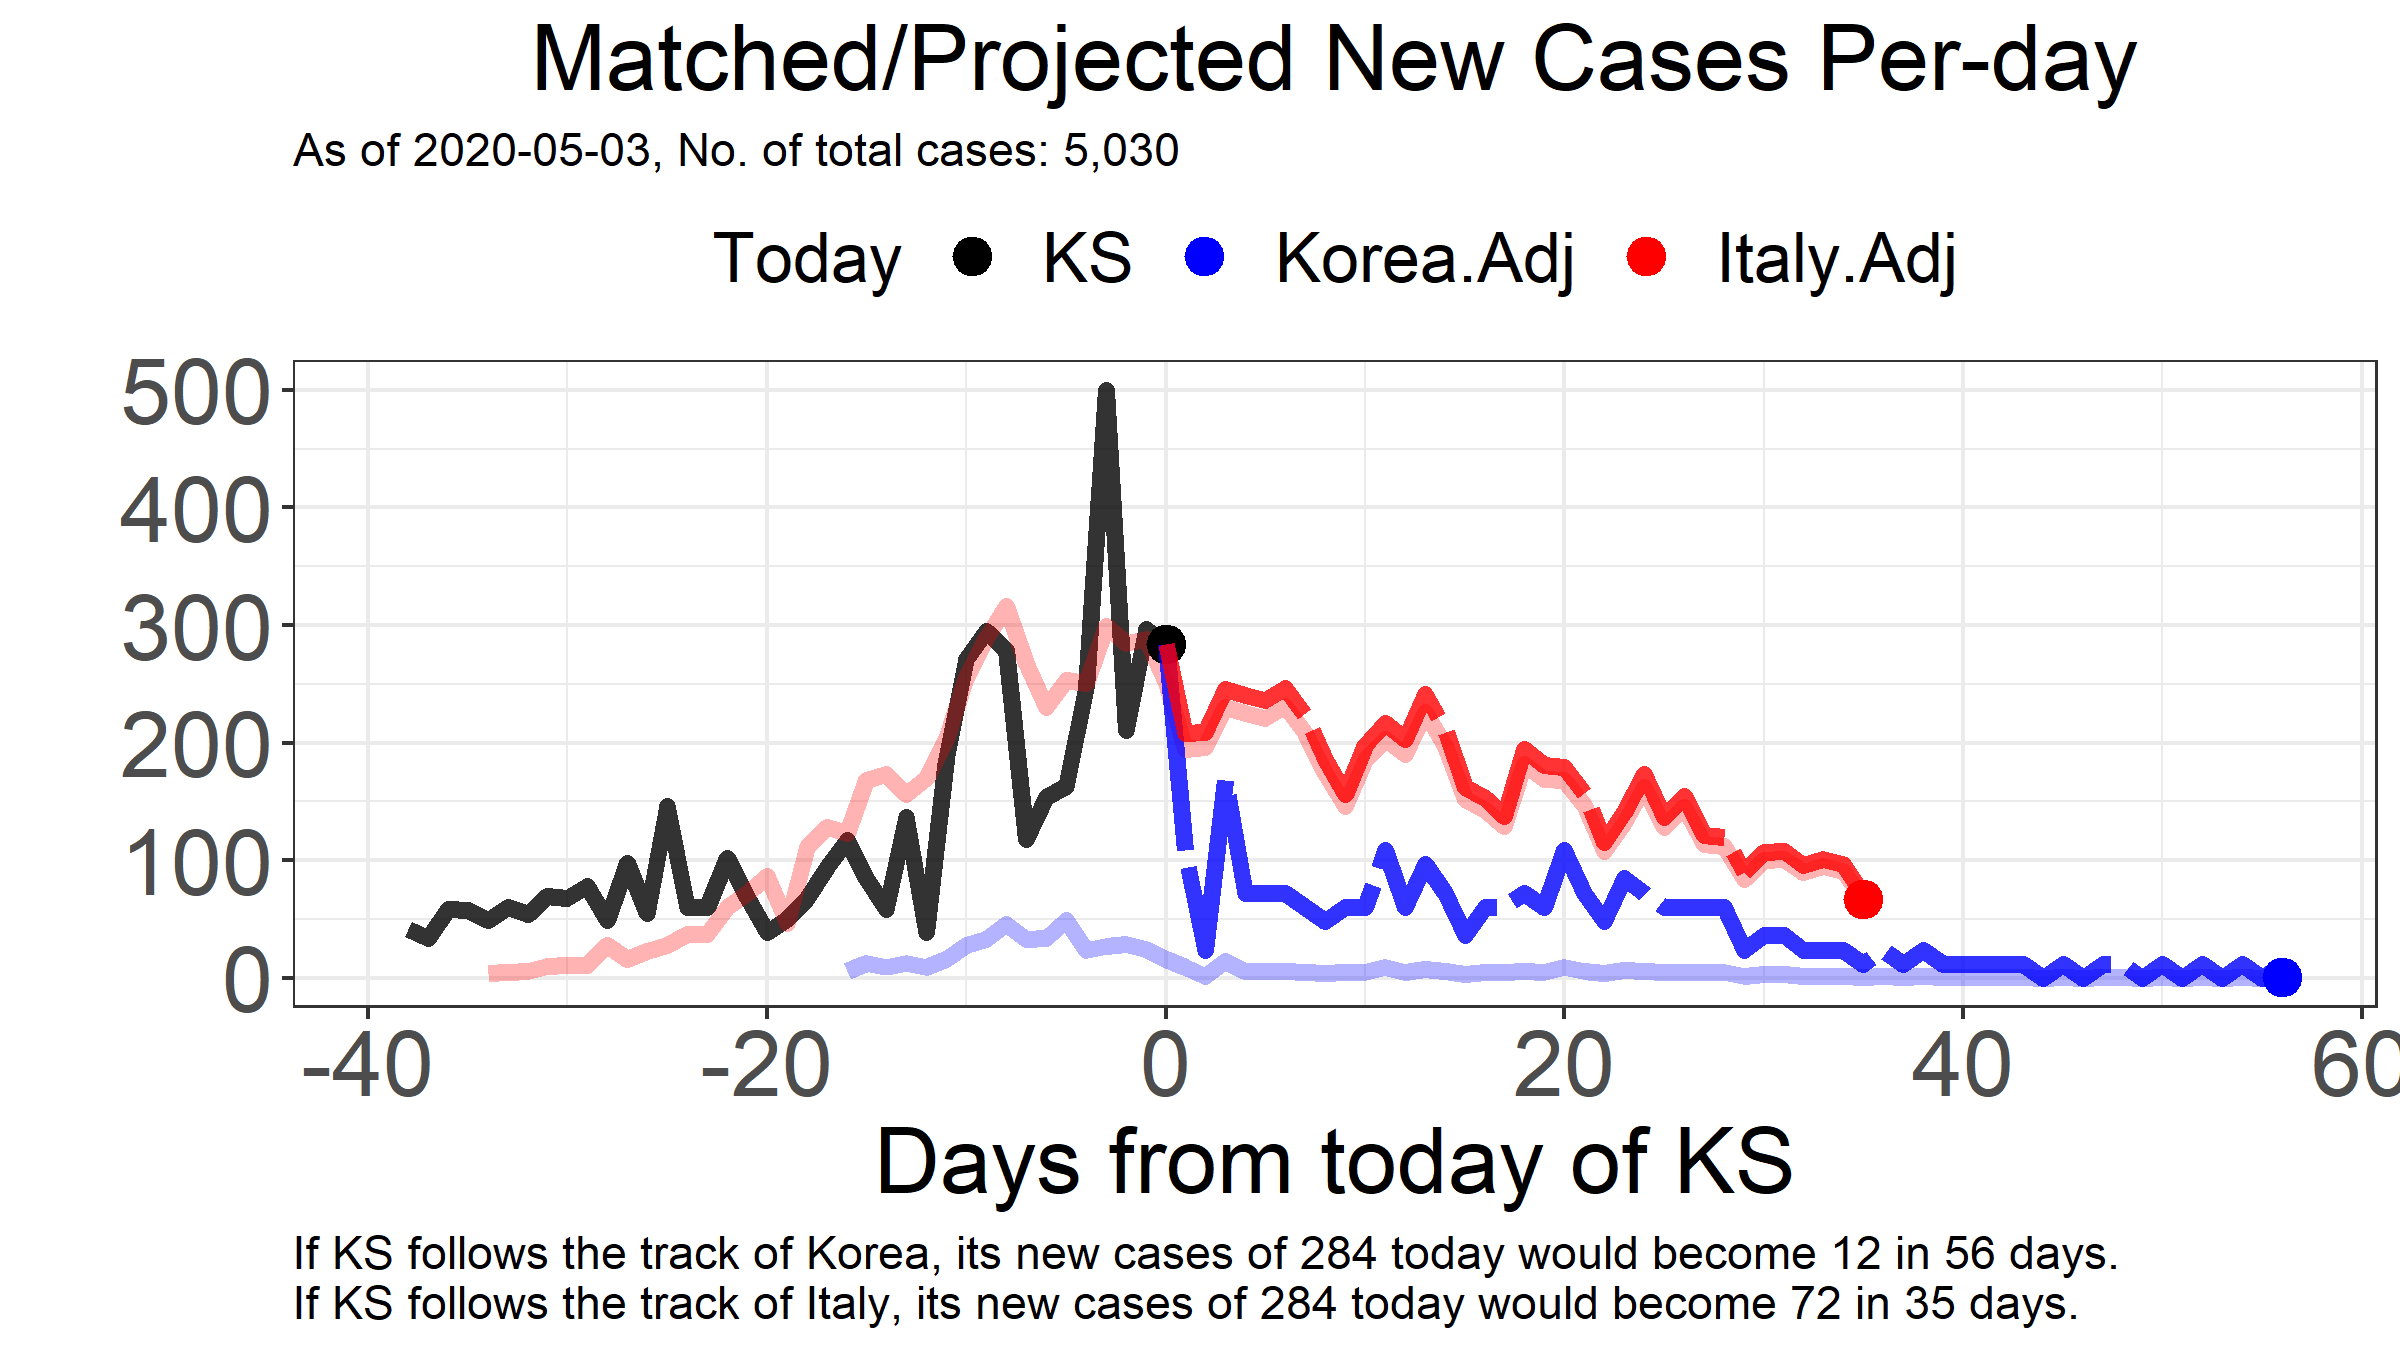 Matched/Projected New Cases Per-day
As of 2020-05-03, No. of total cases: 5,030
Today KS Korea.Adj Italy.Adj
500
400
300
200
100
0
-40 -20 0 20 40 60
Days from today of KS
If KS follows the track of Korea, its new cases of 284 today would become 12 in 56 days.
If KS follows the track of Italy, its new cases of 284 today would become 72 in 35 days.